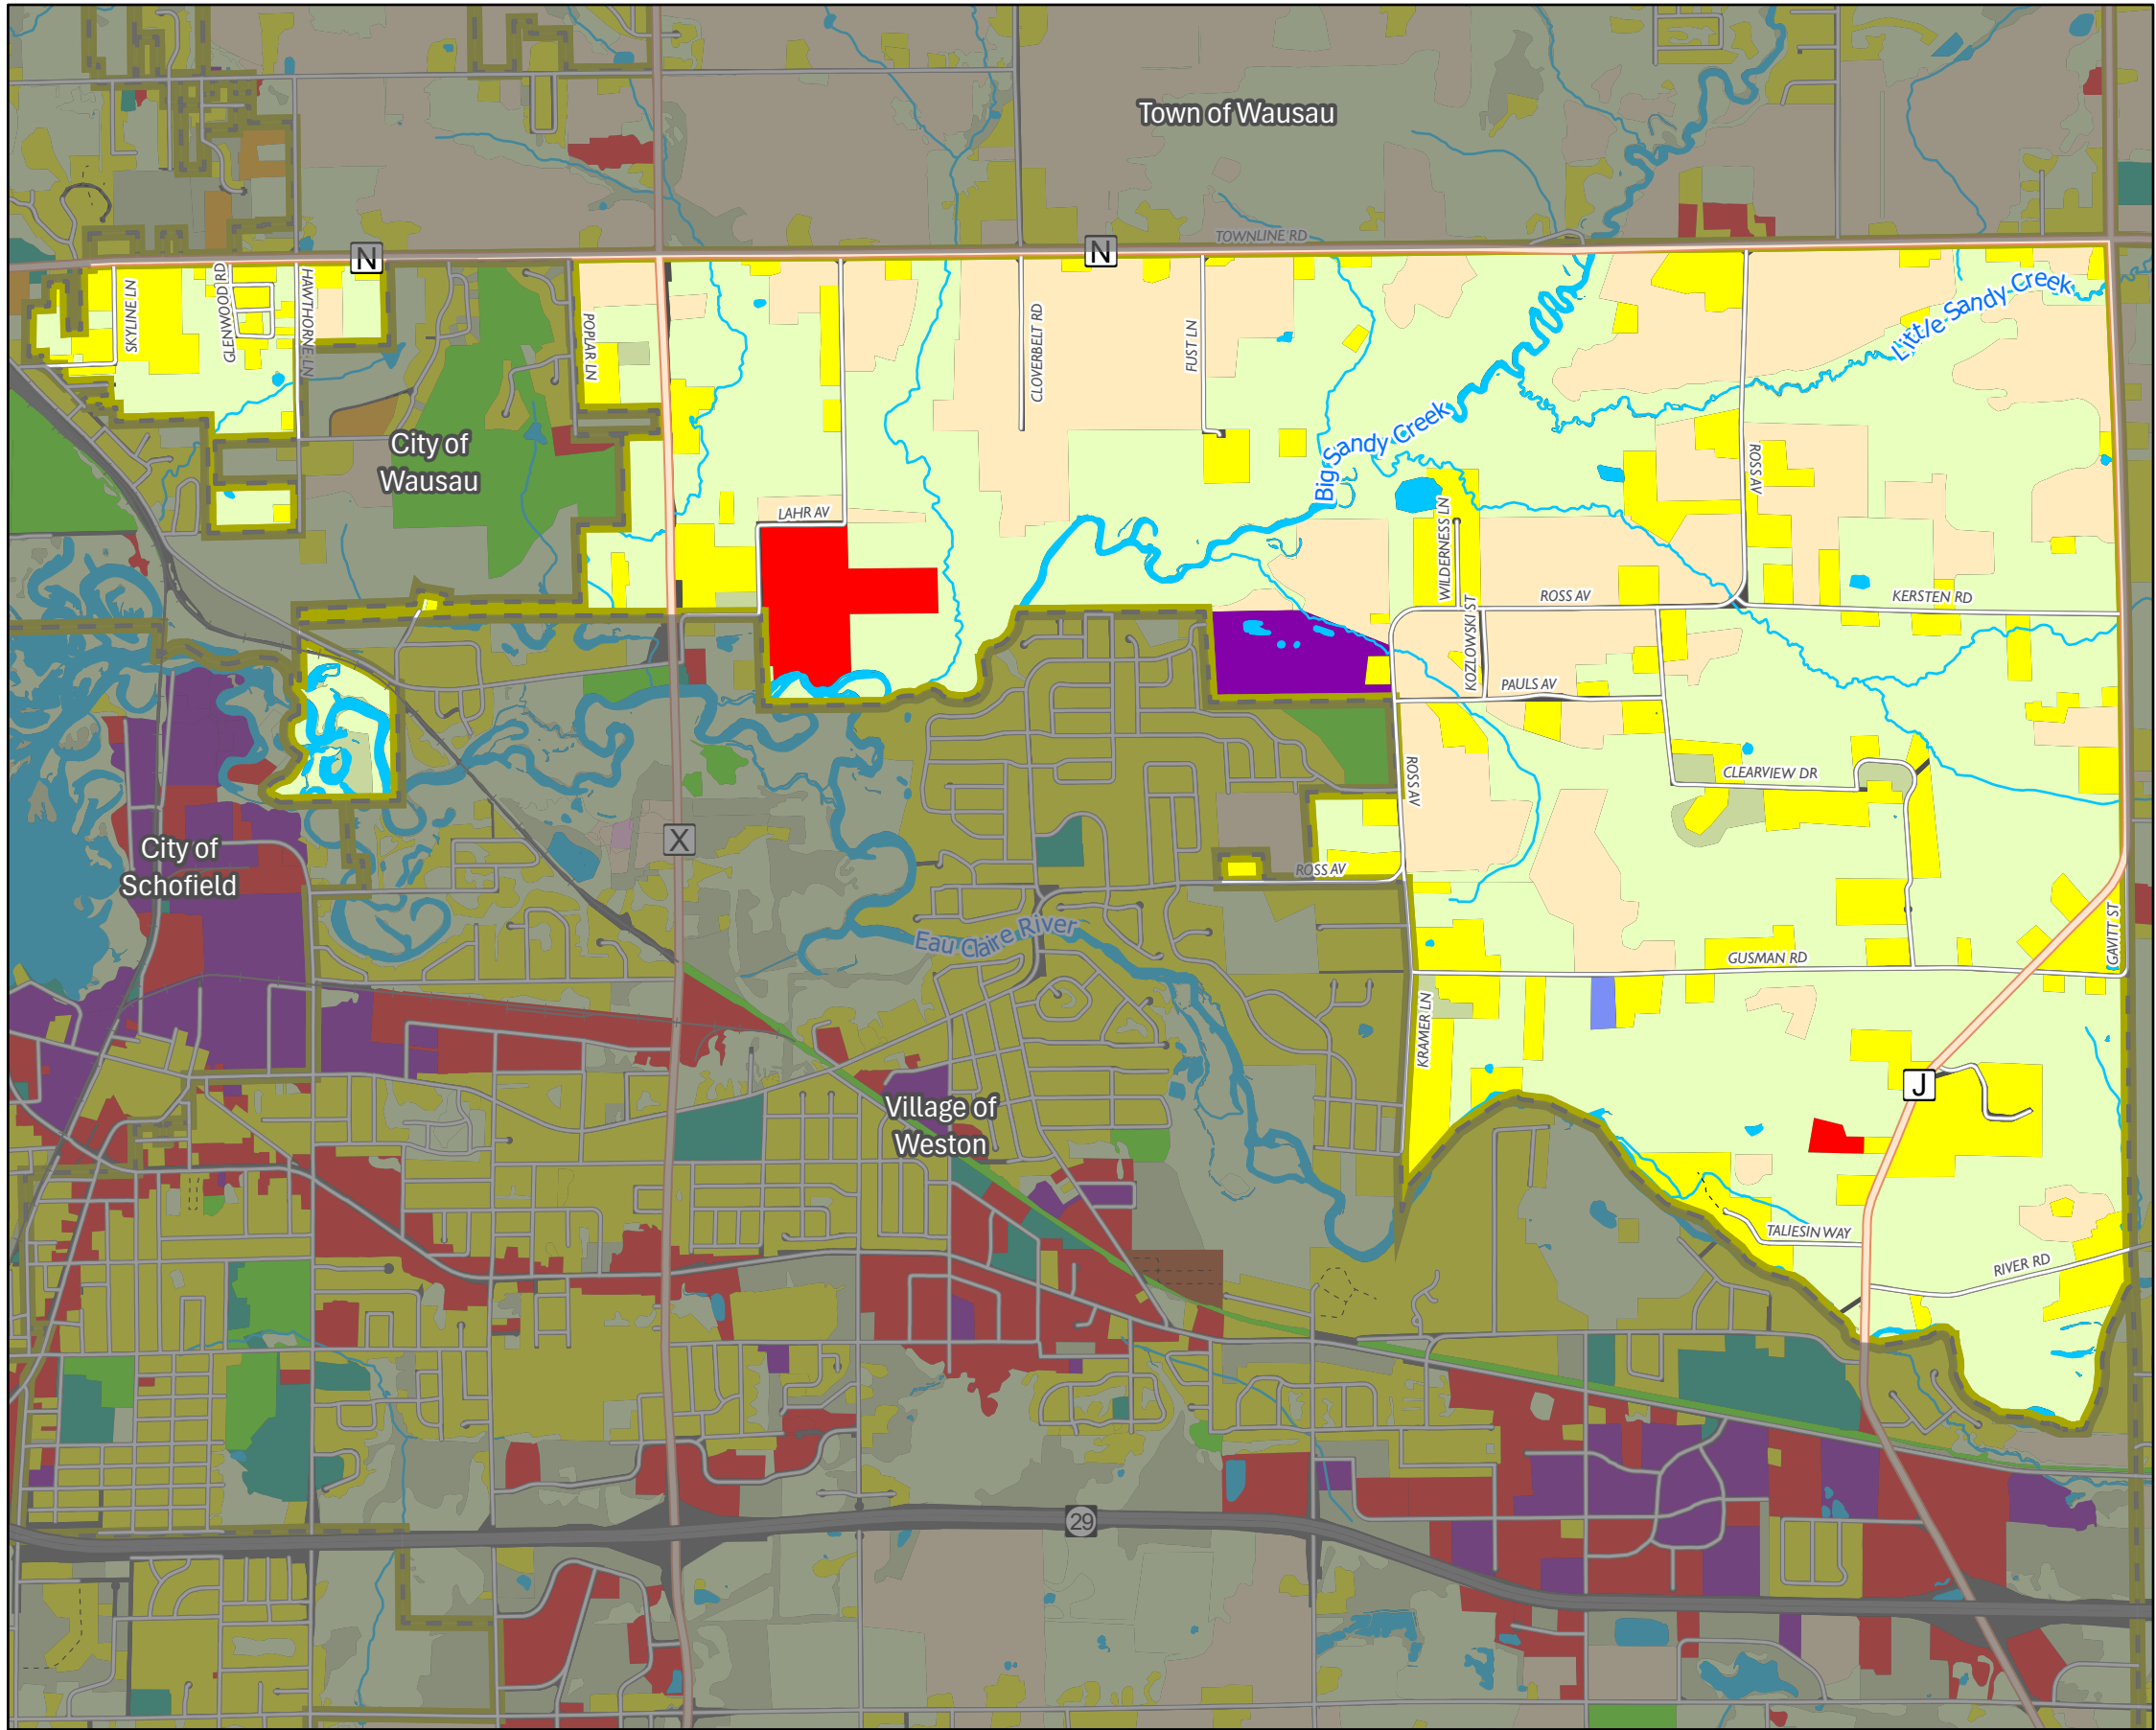 Town of Wausau
TOWNLINE RD
N
N
SKYLINE LN
GLENWOOD RD
HAWTHORNE LN
POPLAR LN
CLOVERBELT RD
FUST LN
Little Sandy Creek
City of
Wausau
Big Sandy Creek
ROSS AV
LAHR AV
WILDERNESS LN
ROSS AV
KERSTEN RD
KOZLOWSKI ST
PAULS AV
ROSS AV
CLEARVIEW DR
X
City of
Schofield
ROSS AV
Eau Claire River
GAVITT ST
GUSMAN RD
KRAMER LN
J
Village of
Weston
TALIESIN WAY
RIVER RD
29